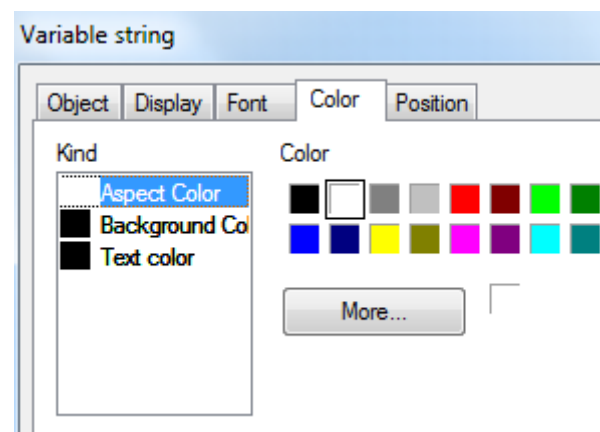 Variable string
Object Display Font Color Position
Kind Color
Aspect Color
Background Col
Text color
More...